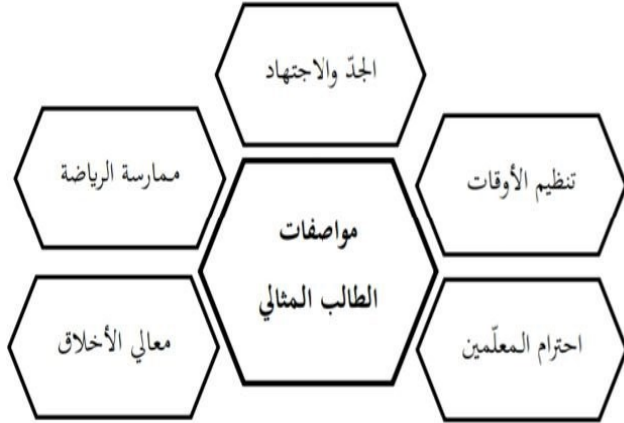 الجدّ والاجتهاد
تنظيم الأوقات
ممارسة الرياضة
مواصفات
الطالب المثالي
احترام المعلّمين
معالي الأخلاق